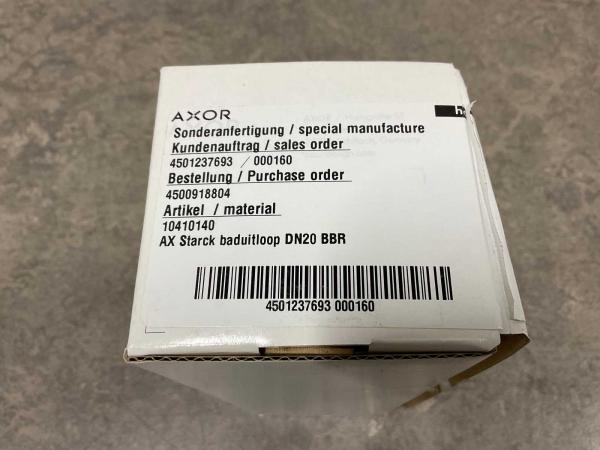 AXOR
h
Sonderanfertigung / special manufacture
Kundenauftrag / sales order
4501237693 / 000160
Bestellung / Purchase order
4500918804
Artikel / material
10410140
AX Starck baduitloop DN20 BBR
4501237693 000160